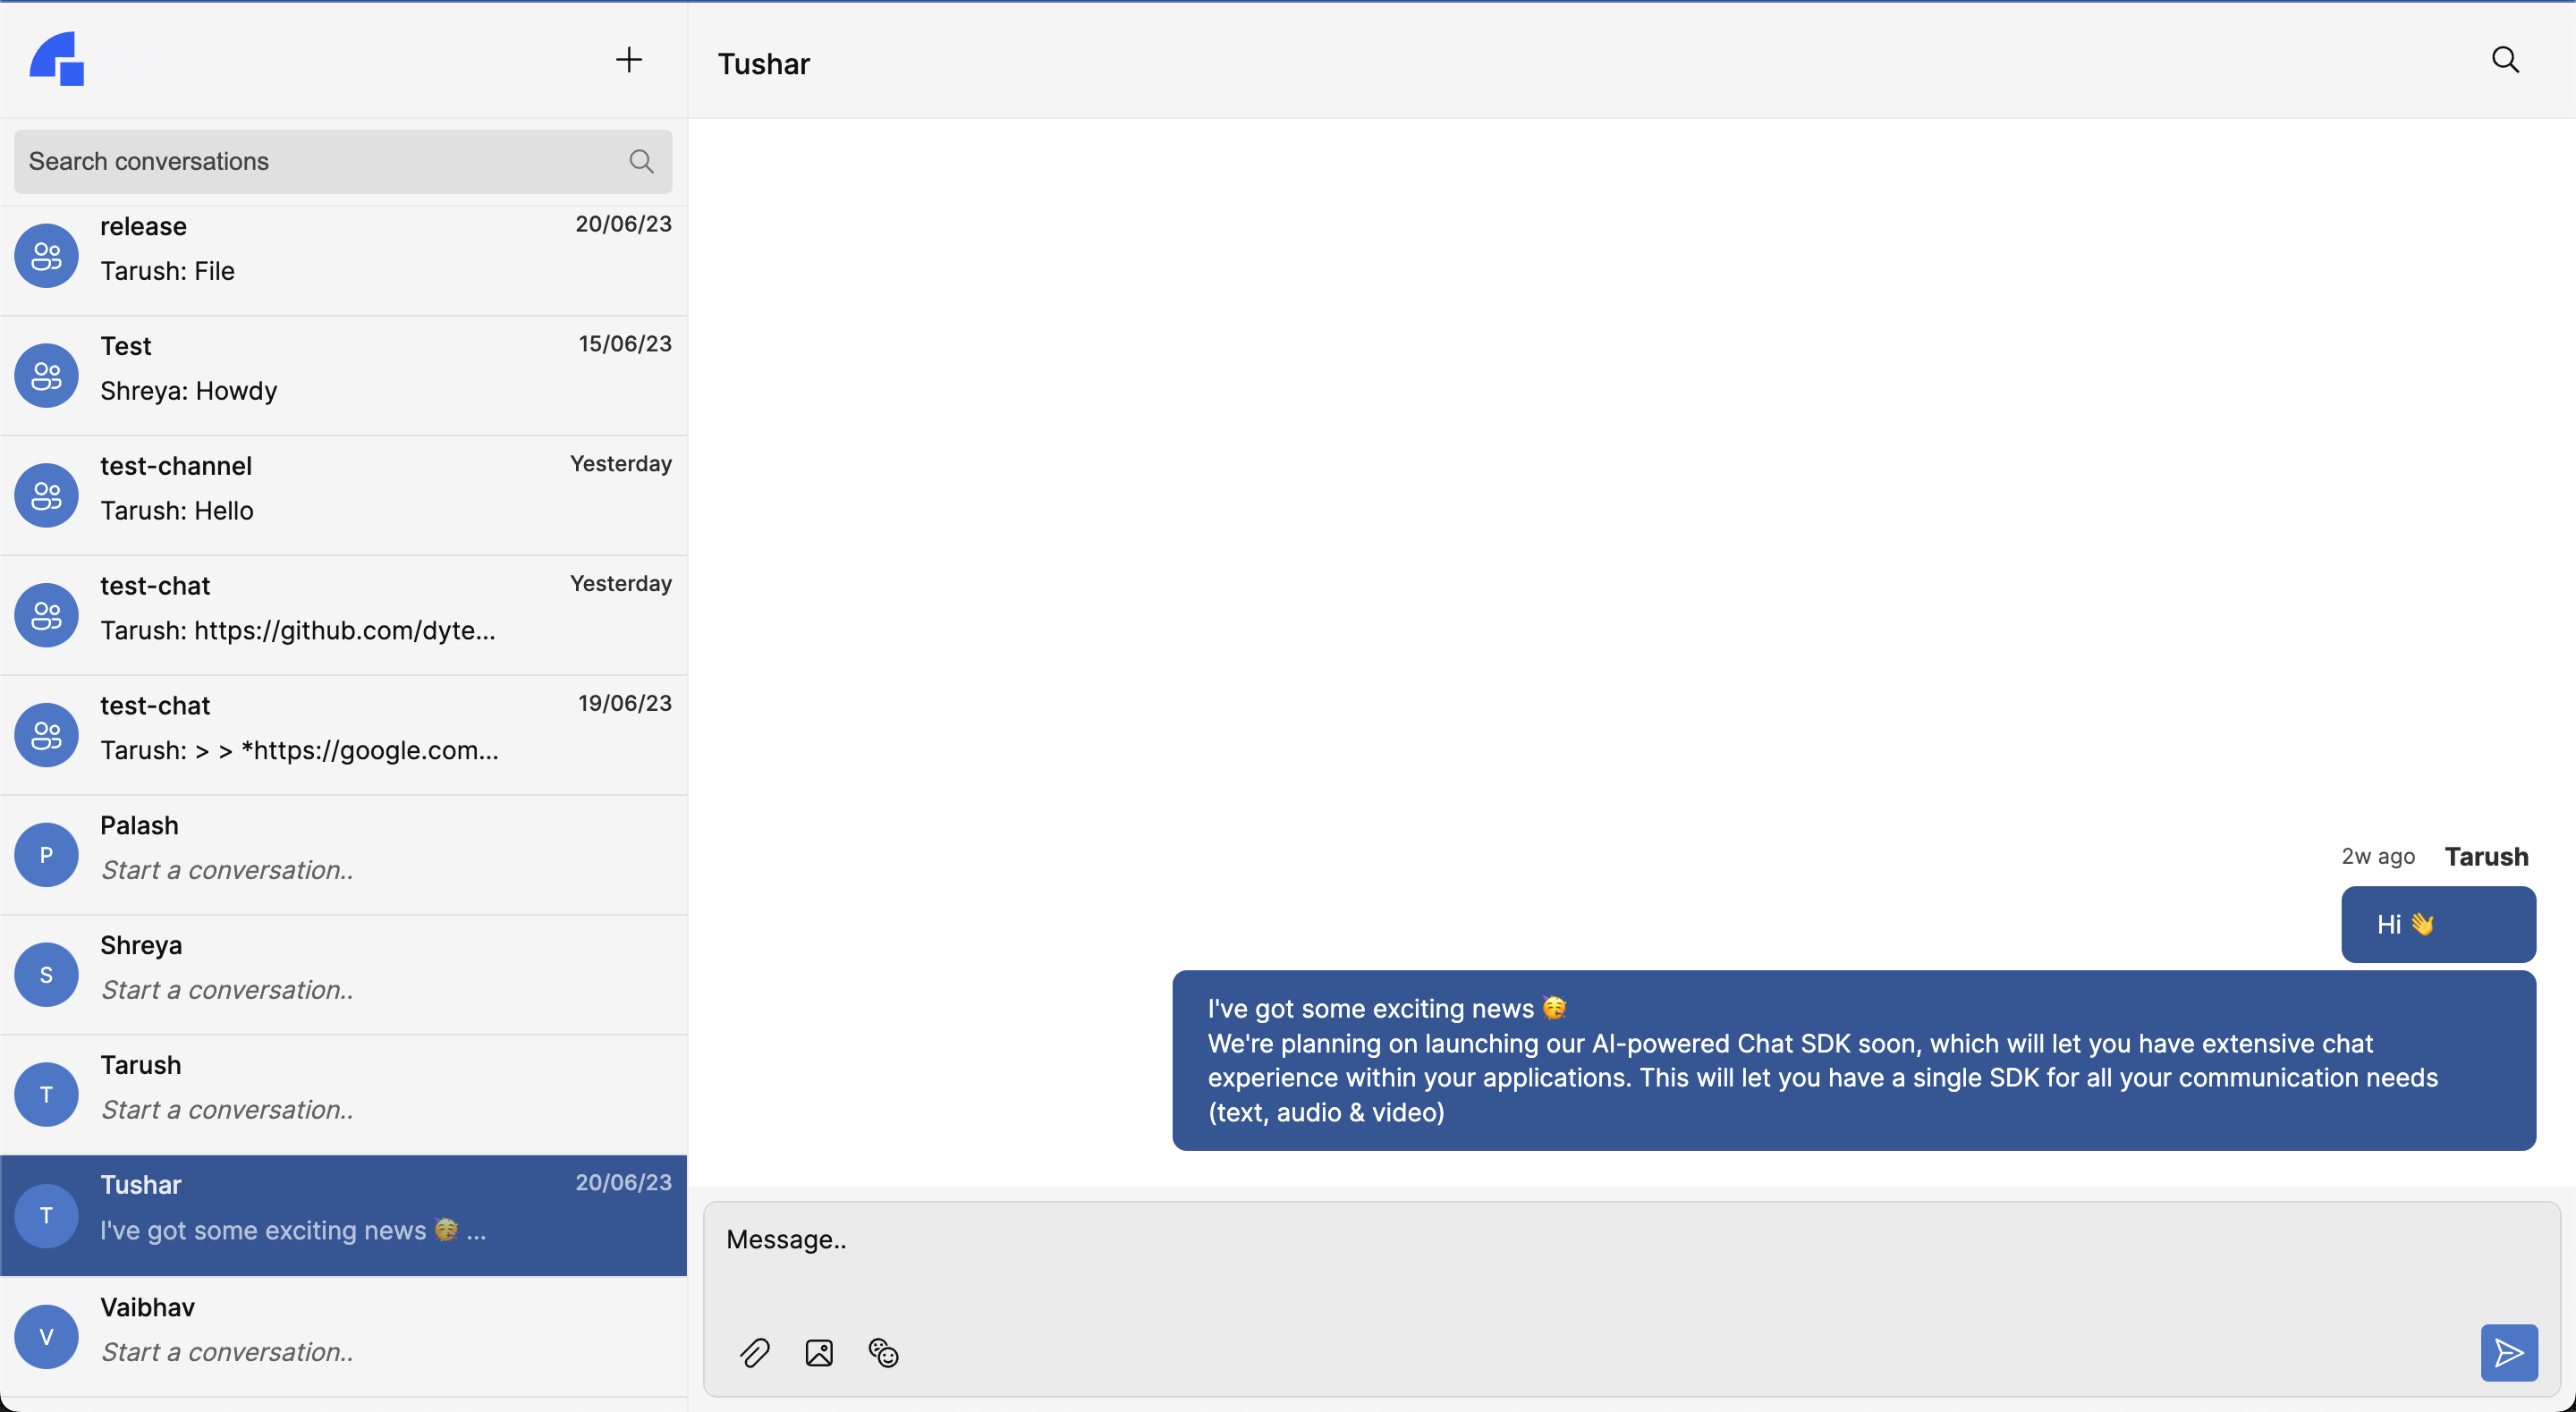 Search conversations
release
20/06/23
Tarush: File
Test
15/06/23
Shreya: Howdy
test-channel
Yesterday
Tarush: Hello
test-chat
Yesterday
Tarush: https://github.com/dyte...
test-chat
19/06/23
Tarush: > > *https://google.com...
P
Palash
Start a conversation..
S
Shreya
Start a conversation..
T
Tarush
Start a conversation..
T
Tushar
20/06/23
I've got some exciting news 🥳 ...
V
Vaibhav
Start a conversation..
Tushar
2w ago Tarush
Hi 👋
I've got some exciting news 🥳
We're planning on launching our AI-powered Chat SDK soon, which will let you have extensive chat
experience within your applications. This will let you have a single SDK for all your communication needs
(text, audio & video)
Message..